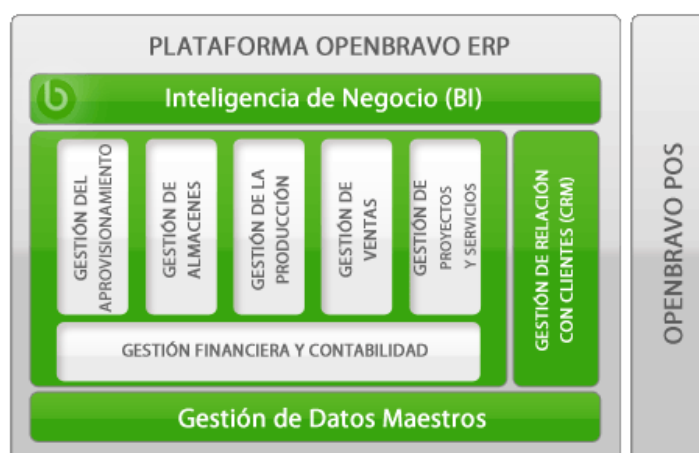 PLATAFORMA OPENBRAVO ERP
b
Inteligencia de Negocio (BI)
GESTIÓN DEL
APROVISIONAMIENTO
GESTIÓN DE
ALMACENES
GESTIÓN DE LA
PRODUCCIÓN
GESTIÓN DE
VENTAS
GESTIÓN DE
PROYECTOS
Y SERVICIOS
GESTIÓN FINANCIERA Y CONTABILIDAD
GESTIÓN DE RELACIÓN
CON CLIENTES (CRM)
Gestión de Datos Maestros
OPENBRAVO POS